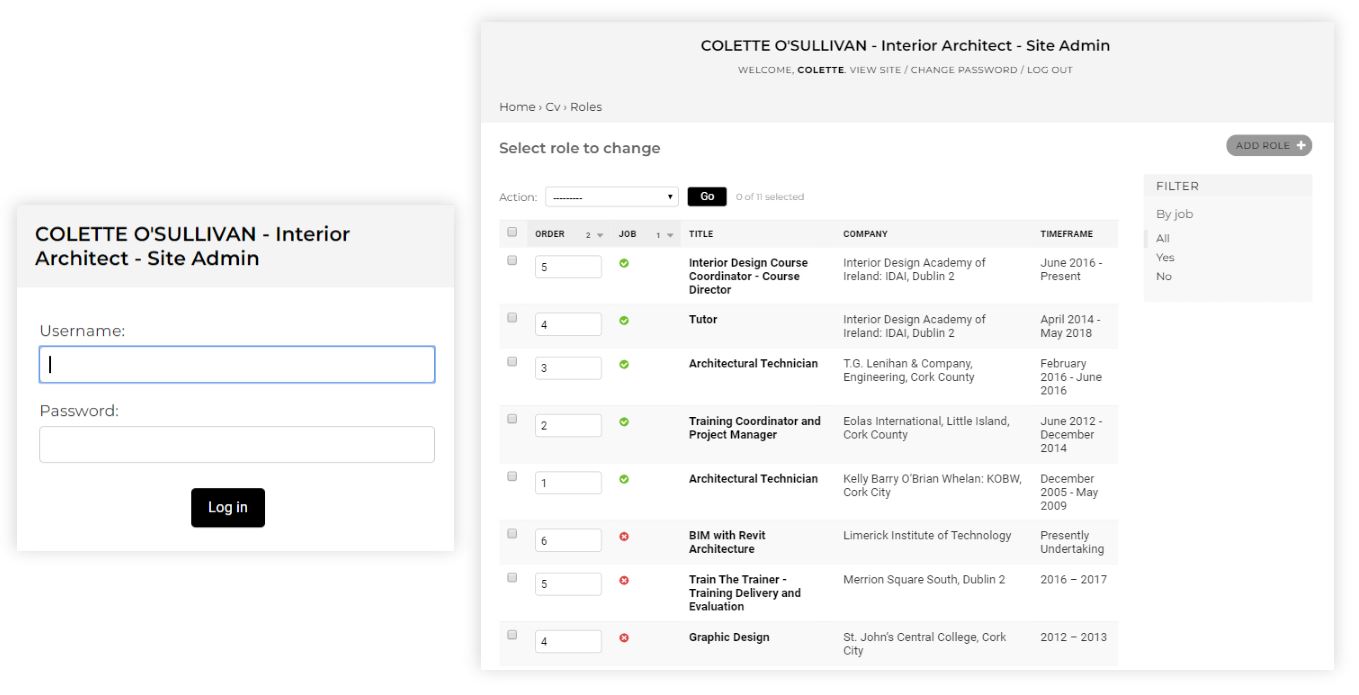 COLETTE O'SULLIVAN - Interior
Architect - Site Admin
Username:
Password:
Log in
COLETTE O'SULLIVAN - Interior Architect - Site Admin
WELCOME, COLETTE. VIEW SITE / CHANGE PASSWORD / LOG OUT
Home › Cv › Roles
Select role to change
ADD ROLE +
Action: --------- Go 0 of 11 selected
ORDER 2 JOB 1 TITLE COMPANY TIMEFRAME
5 Interior Design Course Interior Design Academy of June 2016 -
Coordinator - Course Ireland: IDAI, Dublin 2 Present
Director
4 Tutor Interior Design Academy of April 2014 -
Ireland: IDAI, Dublin 2 May 2018
3 Architectural Technician T.G. Lenihan & Company, February
Engineering, Cork County 2016 - June
2016
2 Training Coordinator and Eolas International, Little Island, June 2012 -
Project Manager Cork County December
2014
1 Architectural Technician Kelly Barry O'Brian Whelan: KOBW, December
Cork City 2005 - May
2009
6 BIM with Revit Limerick Institute of Technology Presently
Architecture Undertaking
5 Train The Trainer - Merrion Square South, Dublin 2 2016 – 2017
Training Delivery and
Evaluation
4 Graphic Design St. John's Central College, Cork 2012 – 2013
City
FILTER
By job
All
Yes
No